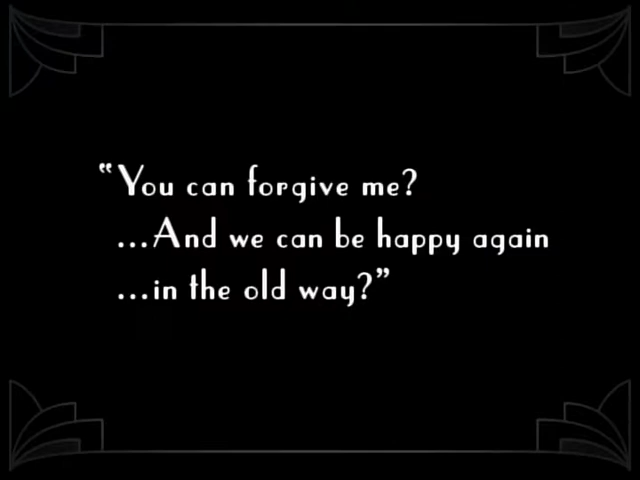 “You can forgive me?
...And we can be happy again
...in the old way?”